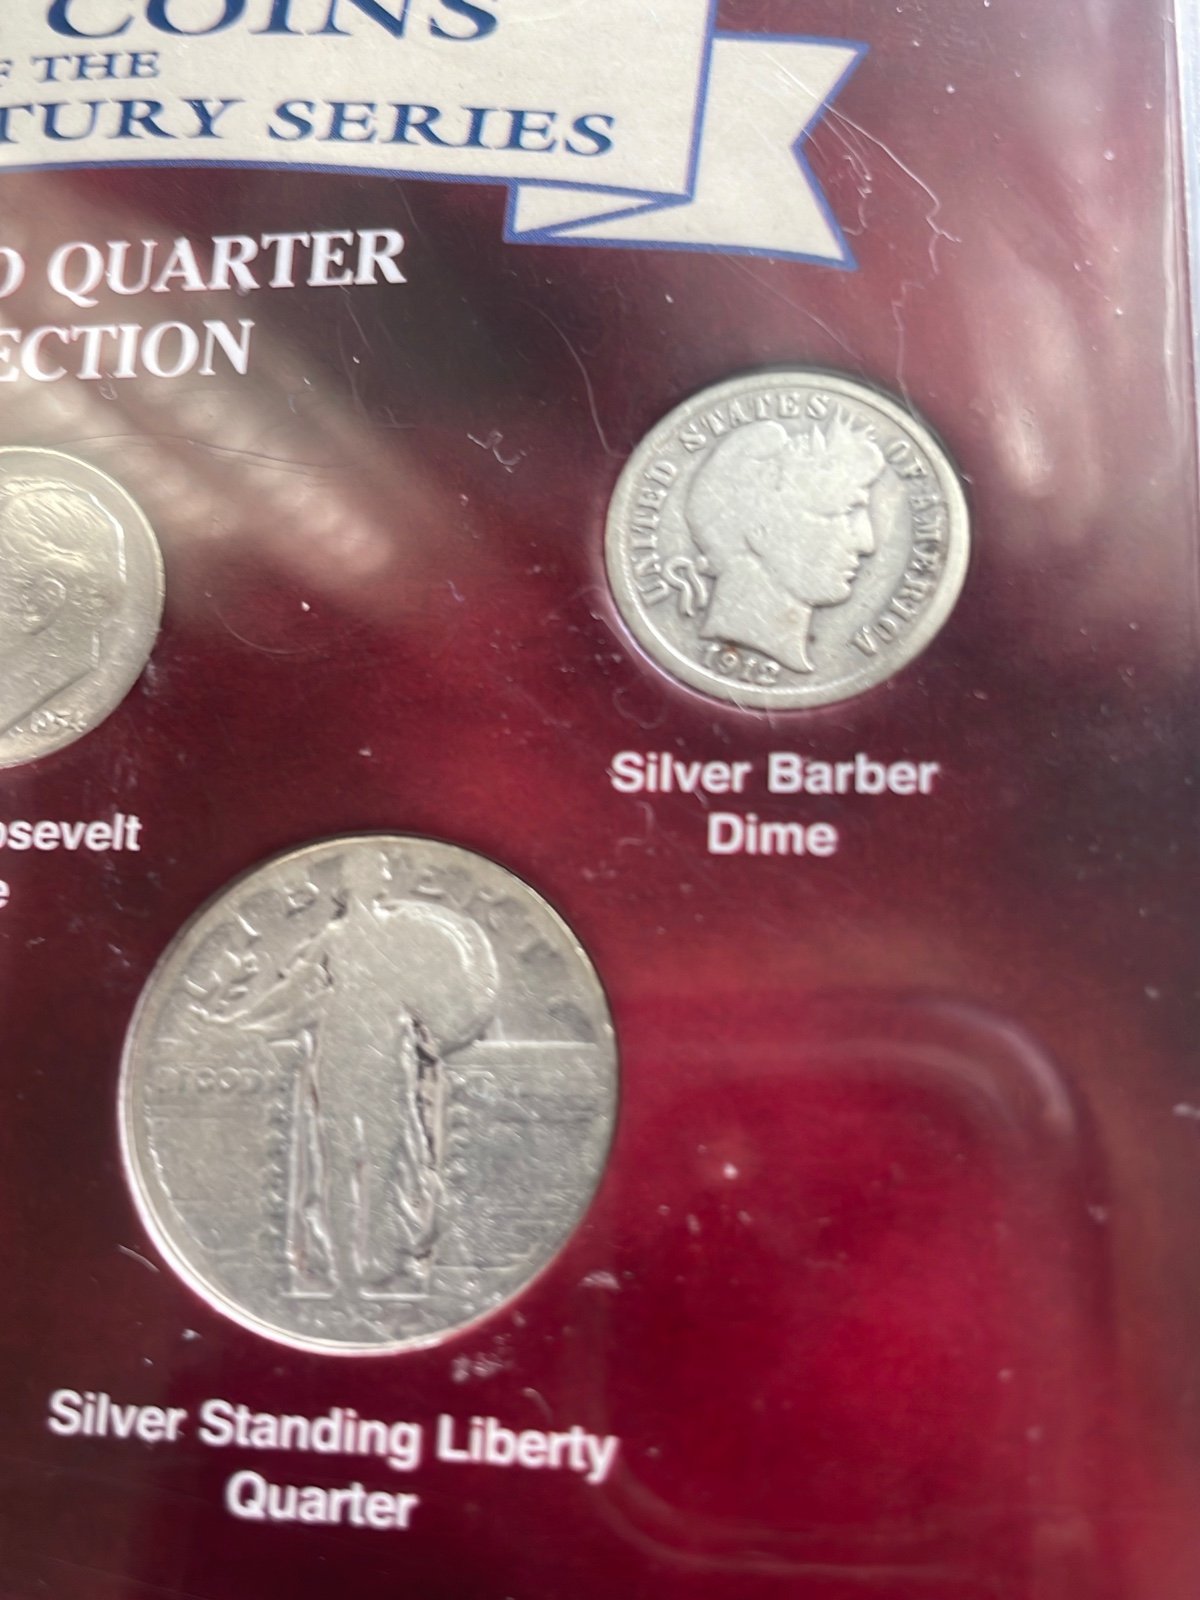 COINS
F THE
TURY SERIES
D QUARTER
ECTION
UNITED STATES OF AMERICA
1912
Silver Barber
Dime
1954
osevelt
e
LIBERTY
Silver Standing Liberty
Quarter